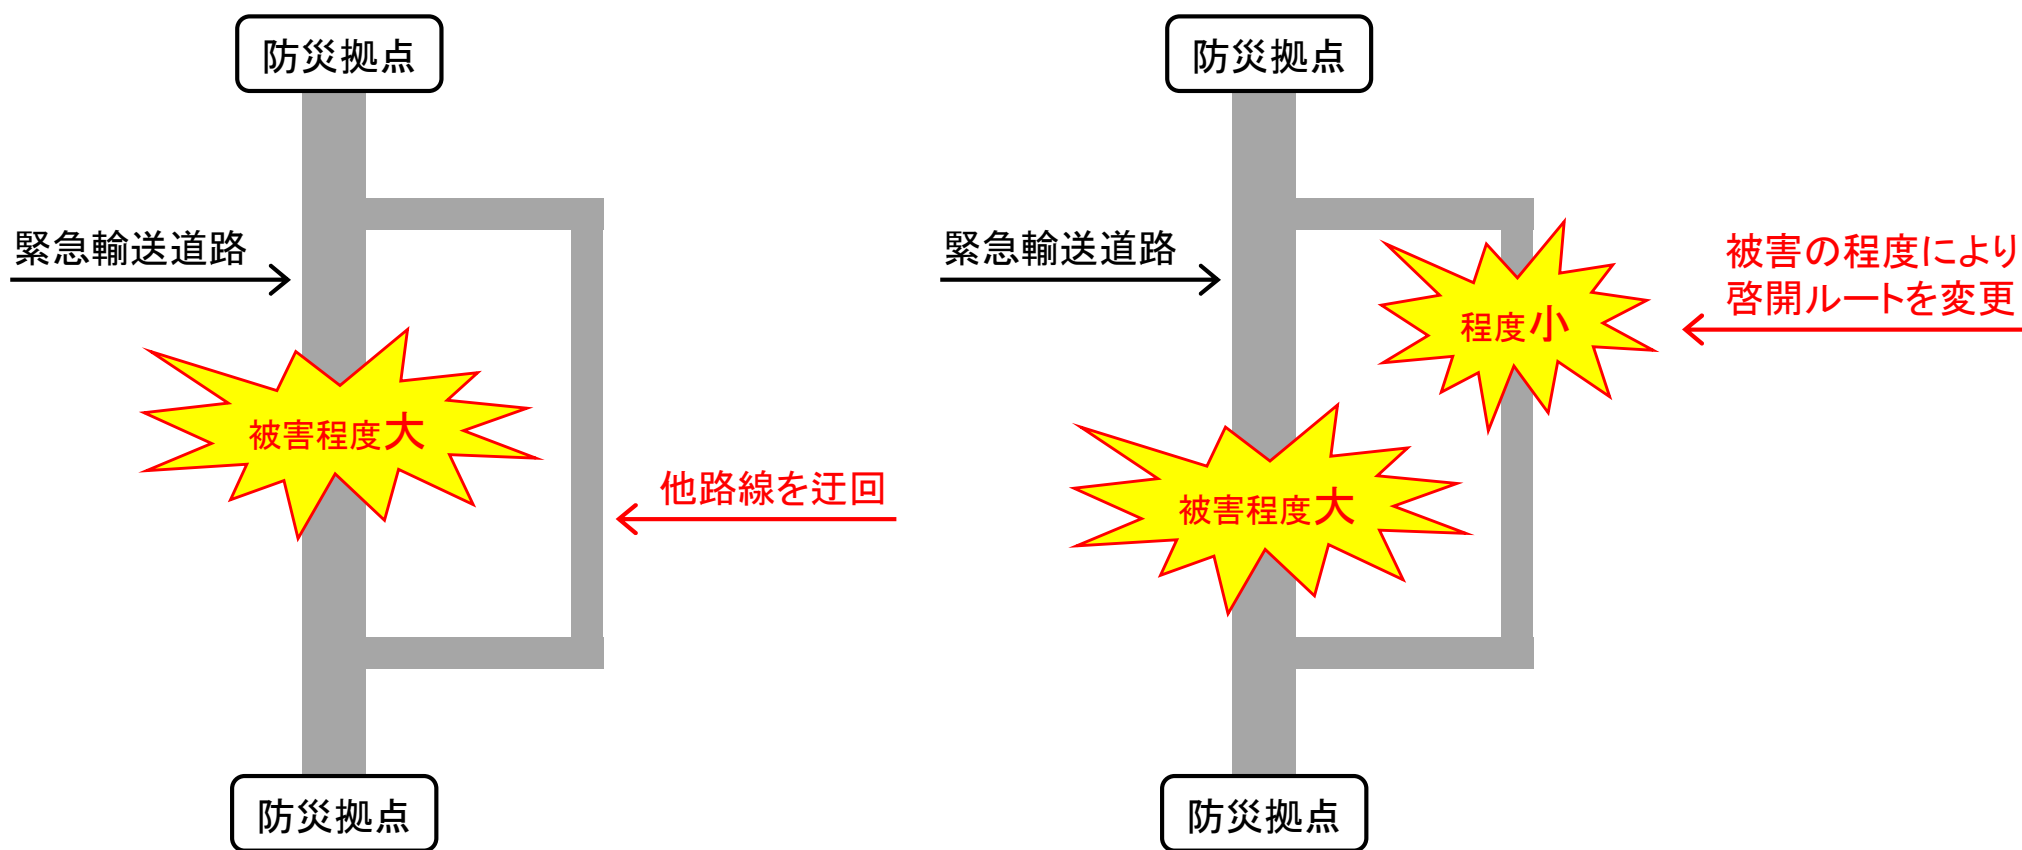 防災拠点
緊急輸送道路
被害程度大
他路線を迂回
防災拠点
防災拠点
緊急輸送道路
程度小
被害の程度により
啓開ルートを変更
被害程度大
防災拠点